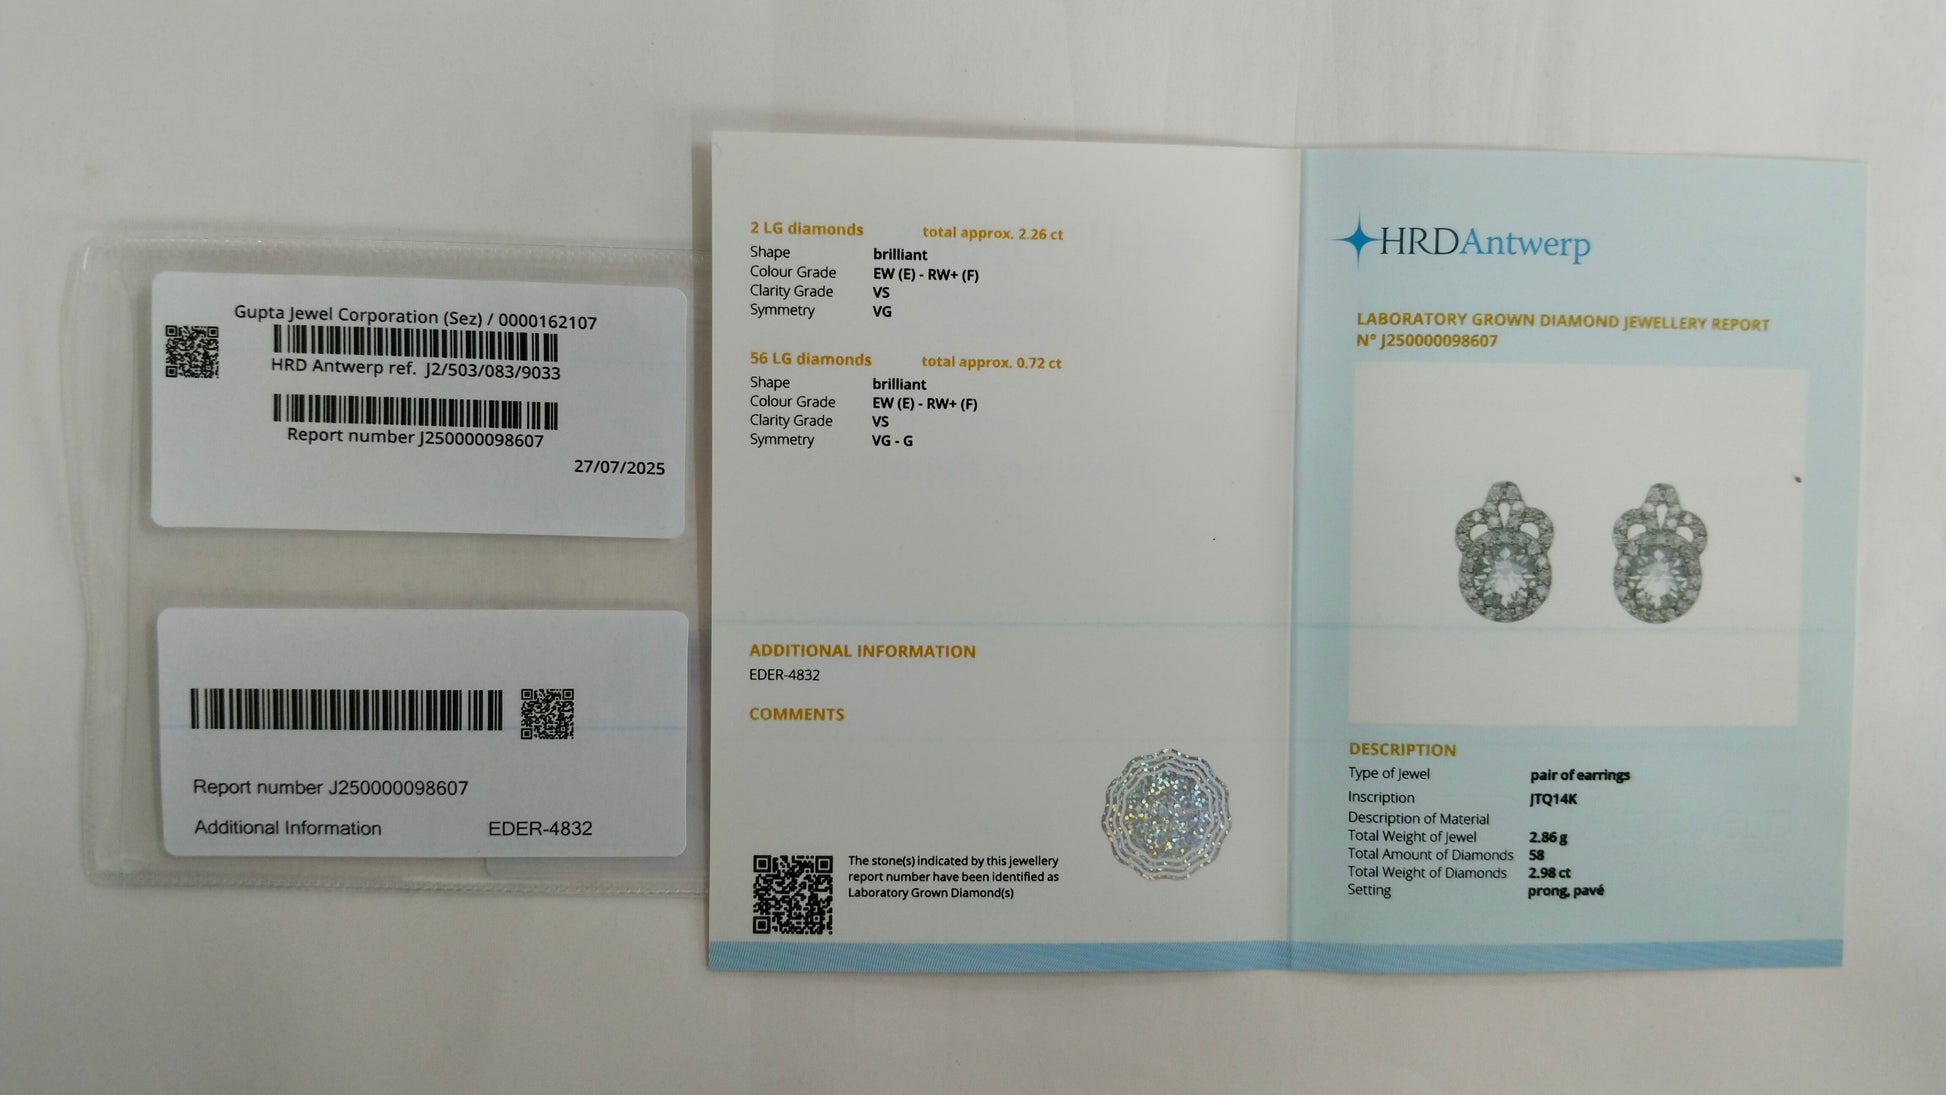 Gupta Jewel Corporation (Sez) / 0000162107
HRD Antwerp ref. J2/503/083/9033
Report number J250000098607
27/07/2025
Report number J250000098607
Additional Information EDER-4832
2 LG diamonds total approx. 2.26 ct
Shape brilliant
Colour Grade EW (E) - RW+ (F)
Clarity Grade VS
Symmetry VG
56 LG diamonds total approx. 0.72 ct
Shape brilliant
Colour Grade EW (E) - RW+ (F)
Clarity Grade VS
Symmetry VG - G
ADDITIONAL INFORMATION
EDER-4832
COMMENTS
The stone(s) indicated by this jewellery
report number have been identified as
Laboratory Grown Diamond(s)
HRDAntwerp
LABORATORY GROWN DIAMOND JEWELLERY REPORT
N° J250000098607
DESCRIPTION
Type of Jewel pair of earrings
Inscription JTQ14K
Description of Material
Total Weight of Jewel 2.86 g
Total Amount of Diamonds 58
Total Weight of Diamonds 2.98 ct
Setting prong, pavé